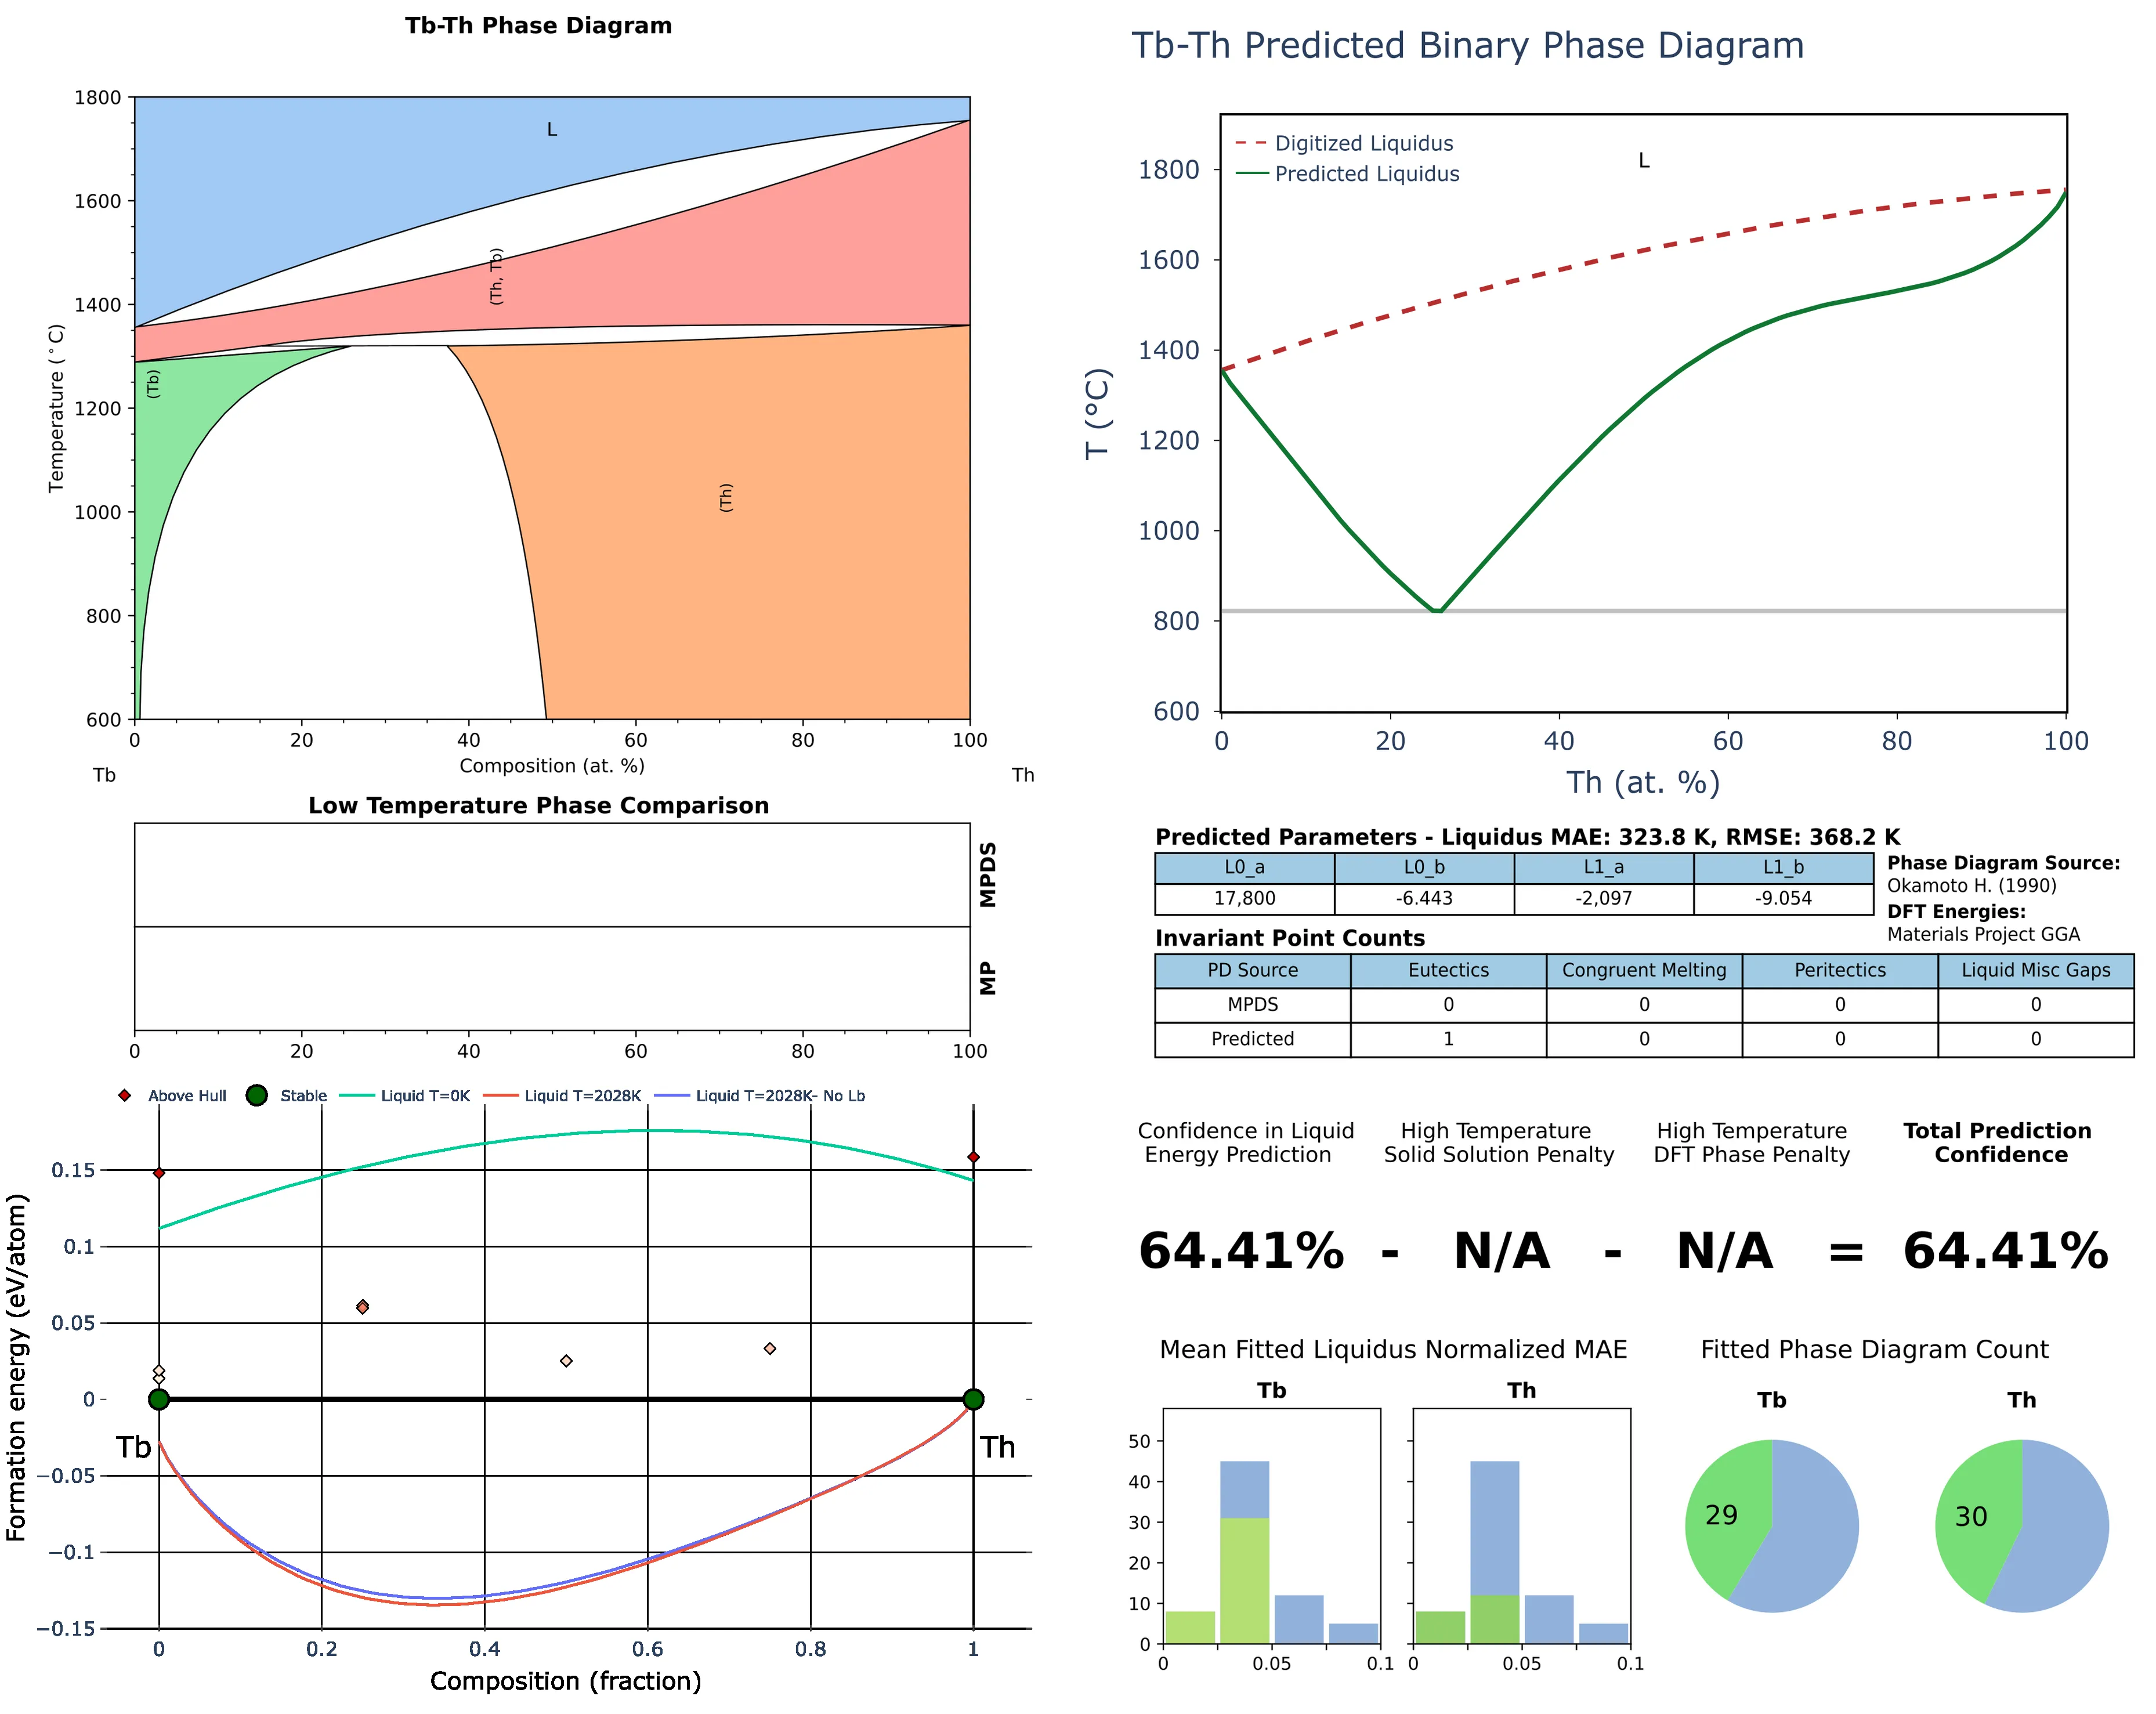 Tb-Th Phase Diagram
1800
1600
1400
1200
1000
800
600
Temperature (°C)
L
(Th, Tb)
(Tb)
(Th)
0 20 40 60 80 100
Tb Composition (at. %) Th
Tb-Th Predicted Binary Phase Diagram
Digitized Liquidus
Predicted Liquidus
L
1800
1600
1400
1200
1000
800
600
T (°C)
0 20 40 60 80 100
Th (at. %)
Low Temperature Phase Comparison
MPDS
MP
0 20 40 60 80 100
Predicted Parameters - Liquidus MAE: 323.8 K, RMSE: 368.2 K
L0_a L0_b L1_a L1_b
17,800 -6.443 -2,097 -9.054
Phase Diagram Source:
Okamoto H. (1990)
DFT Energies:
Materials Project GGA
Invariant Point Counts
PD Source Eutectics Congruent Melting Peritectics Liquid Misc Gaps
MPDS 0 0 0 0
Predicted 1 0 0 0
Above Hull Stable Liquid T=0K Liquid T=2028K Liquid T=2028K- No Lb
0.15
0.1
0.05
0
−0.05
−0.1
−0.15
Formation energy (eV/atom)
Tb Th
0 0.2 0.4 0.6 0.8 1
Composition (fraction)
Confidence in Liquid
Energy Prediction
High Temperature
Solid Solution Penalty
High Temperature
DFT Phase Penalty
Total Prediction
Confidence
64.41% - N/A - N/A = 64.41%
Mean Fitted Liquidus Normalized MAE
Tb Th
50
40
30
20
10
0
0 0.05 0.1 0 0.05 0.1
Fitted Phase Diagram Count
Tb Th
29 30